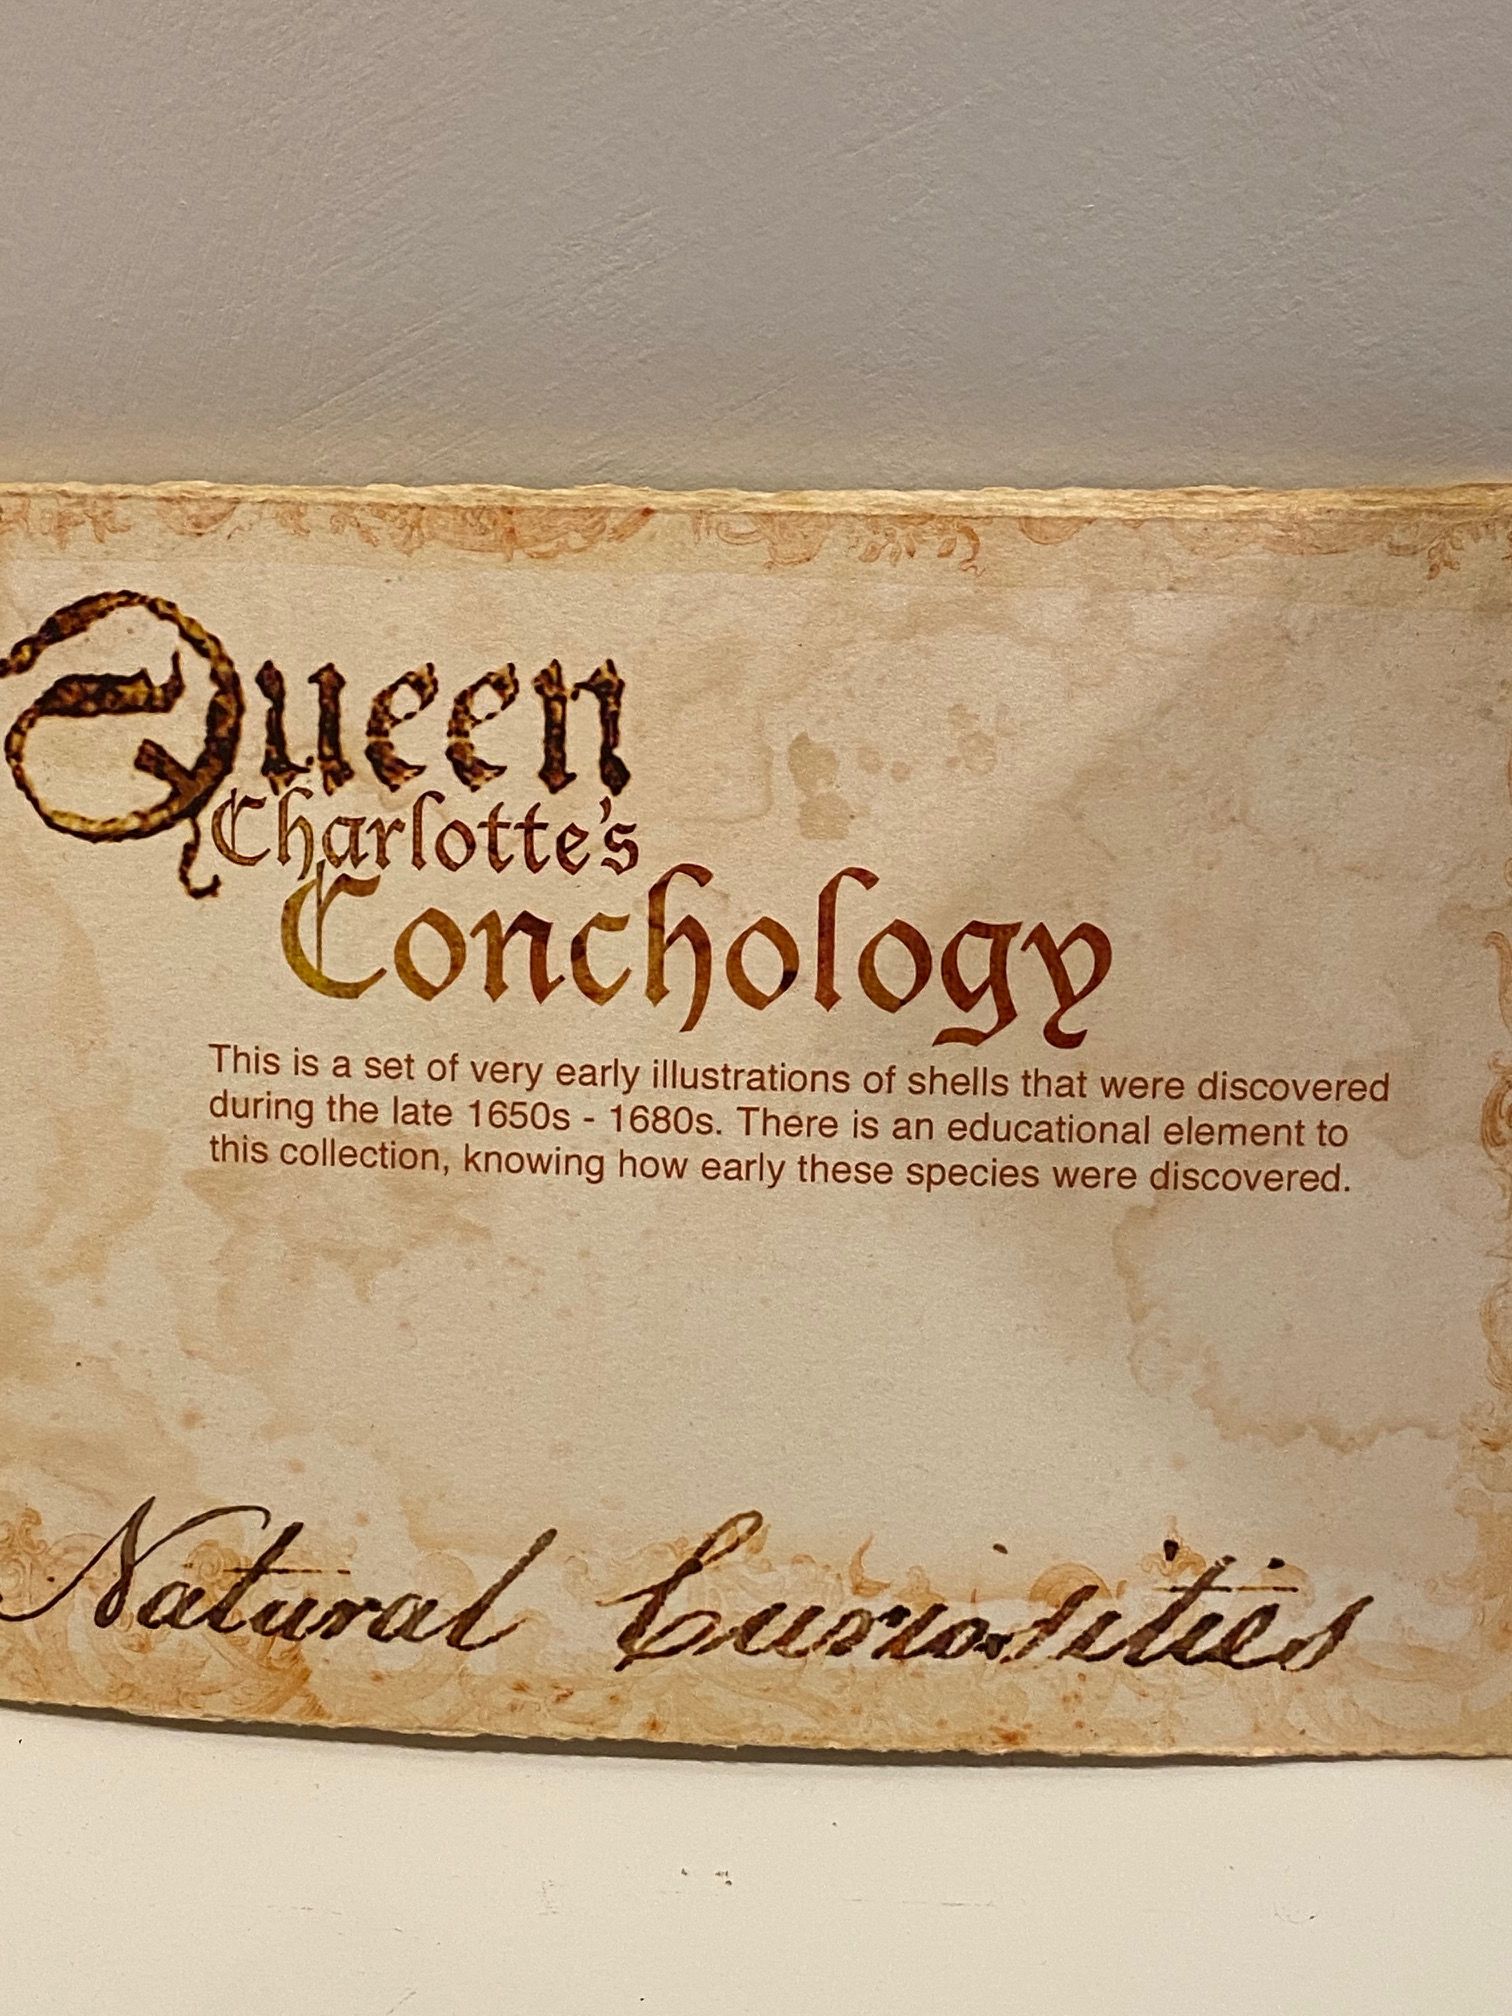 Queen
Charlotte's
Conchology
This is a set of very early illustrations of shells that were discovered
during the late 1650s - 1680s. There is an educational element to
this collection, knowing how early these species were discovered.
Natural Curiosities